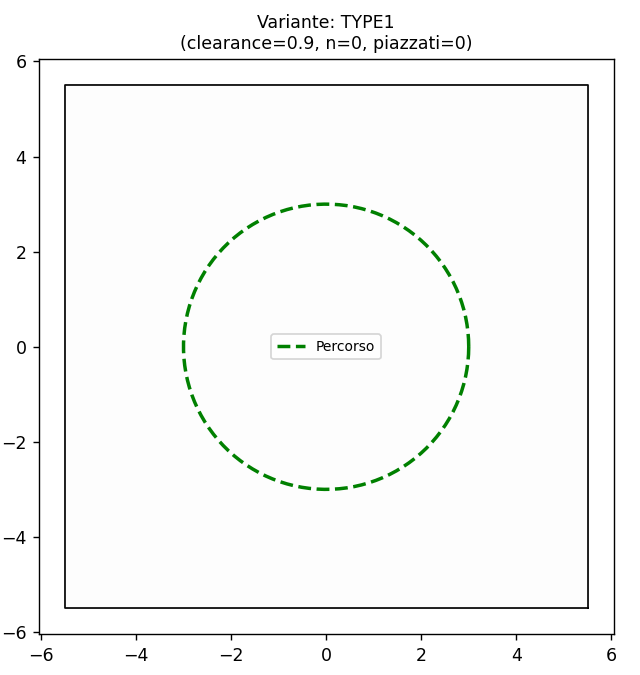 Variante: TYPE1
(clearance=0.9, n=0, piazzati=0)
6
4
2
0
−2
−4
−6
Percorso
−6 −4 −2 0 2 4 6